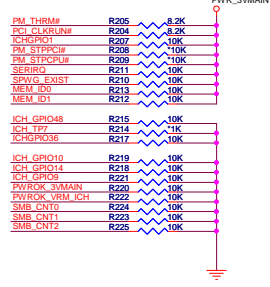 PWR_3VMAIN
PM_THRM# R205 8.2K
PCI_CLKRUN# R204 8.2K
ICHGPIO1 R207 10K
PM_STPPCI# R208 *10K
PM_STPCPU# R209 *10K
SERIRQ R211 10K
SPWG_EXIST R210 10K
MEM_ID0 R213 10K
MEM_ID1 R212 10K
ICH_GPIO48 R215 10K
ICH_TP7 R214 *1K
ICHGPIO36 R217 10K
ICH_GPIO10 R219 10K
ICH_GPIO14 R218 10K
ICH_GPIO9 R221 10K
PWROK_3VMAIN R220 10K
PWROK_VRM_ICH R222 10K
SMB_CNT0 R224 10K
SMB_CNT1 R223 10K
SMB_CNT2 R225 10K